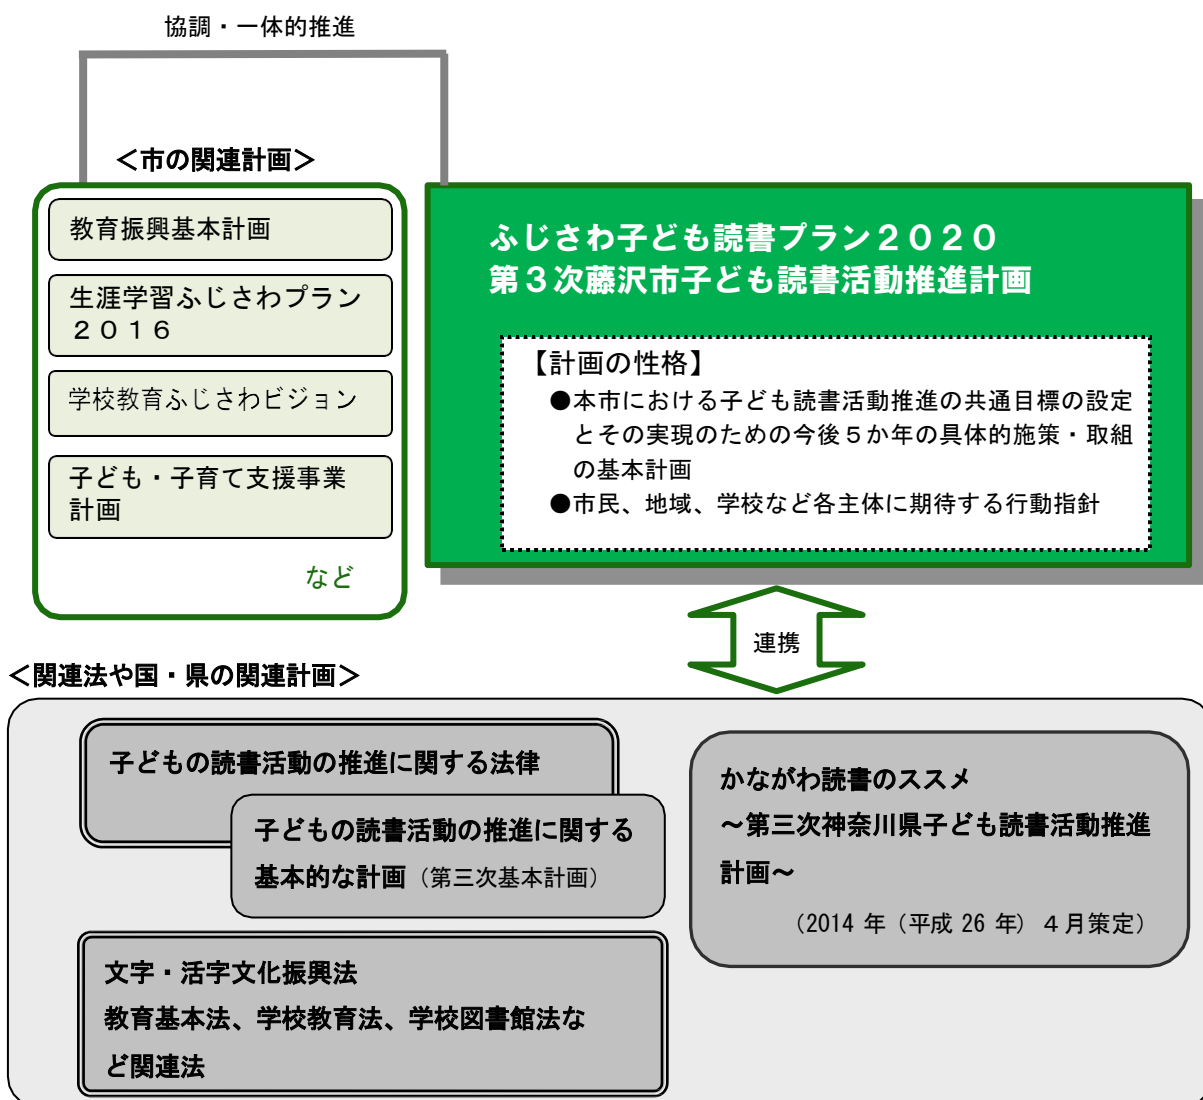 協調・一体的推進
＜市の関連計画＞
教育振興基本計画
生涯学習ふじさわプラン
２０１６
学校教育ふじさわビジョン
子ども・子育て支援事業
計画
など
ふじさわ子ども読書プラン２０２０
第３次藤沢市子ども読書活動推進計画
【計画の性格】
●本市における子ども読書活動推進の共通目標の設定
とその実現のための今後５か年の具体的施策・取組
の基本計画
●市民、地域、学校など各主体に期待する行動指針
連携
＜関連法や国・県の関連計画＞
子どもの読書活動の推進に関する法律
子どもの読書活動の推進に関する
基本的な計画（第三次基本計画）
文字・活字文化振興法
教育基本法、学校教育法、学校図書館法な
ど関連法
かながわ読書のススメ
～第三次神奈川県子ども読書活動推進
計画～
（2014 年（平成 26 年）４月策定）